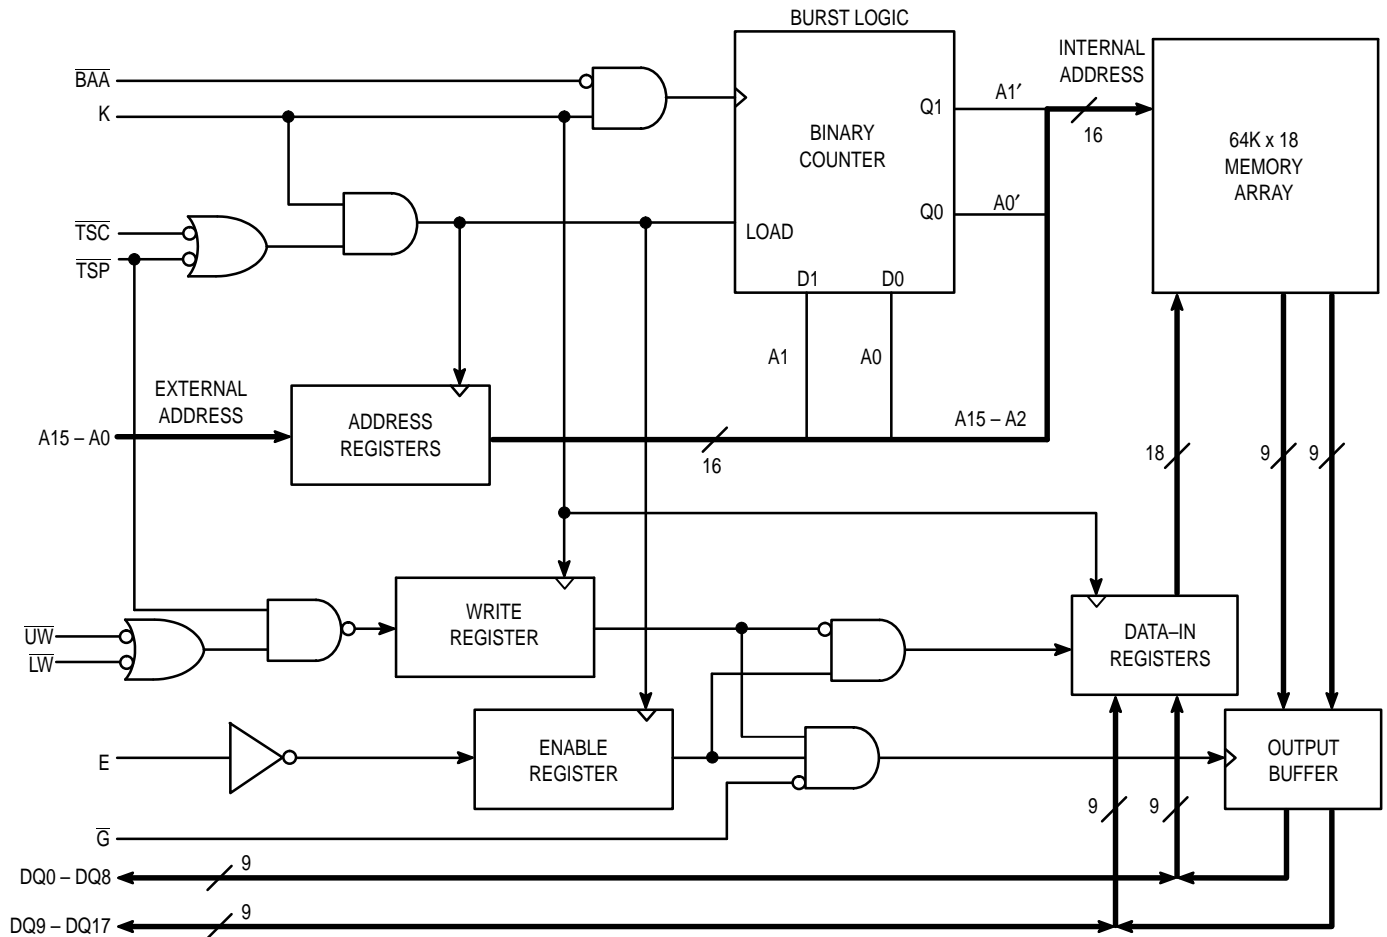 BURST LOGIC
BAA
K
TSC
TSP
BINARY
COUNTER
Q1
Q0
LOAD
D1
D0
A1′
A0′
INTERNAL
ADDRESS
16
64K x 18
MEMORY
ARRAY
A1
A0
EXTERNAL
ADDRESS
A15 – A0
ADDRESS
REGISTERS
16
A15 – A2
18
9
9
UW
LW
WRITE
REGISTER
DATA–IN
REGISTERS
E
ENABLE
REGISTER
OUTPUT
BUFFER
9
9
G
DQ0 – DQ8
9
DQ9 – DQ17
9